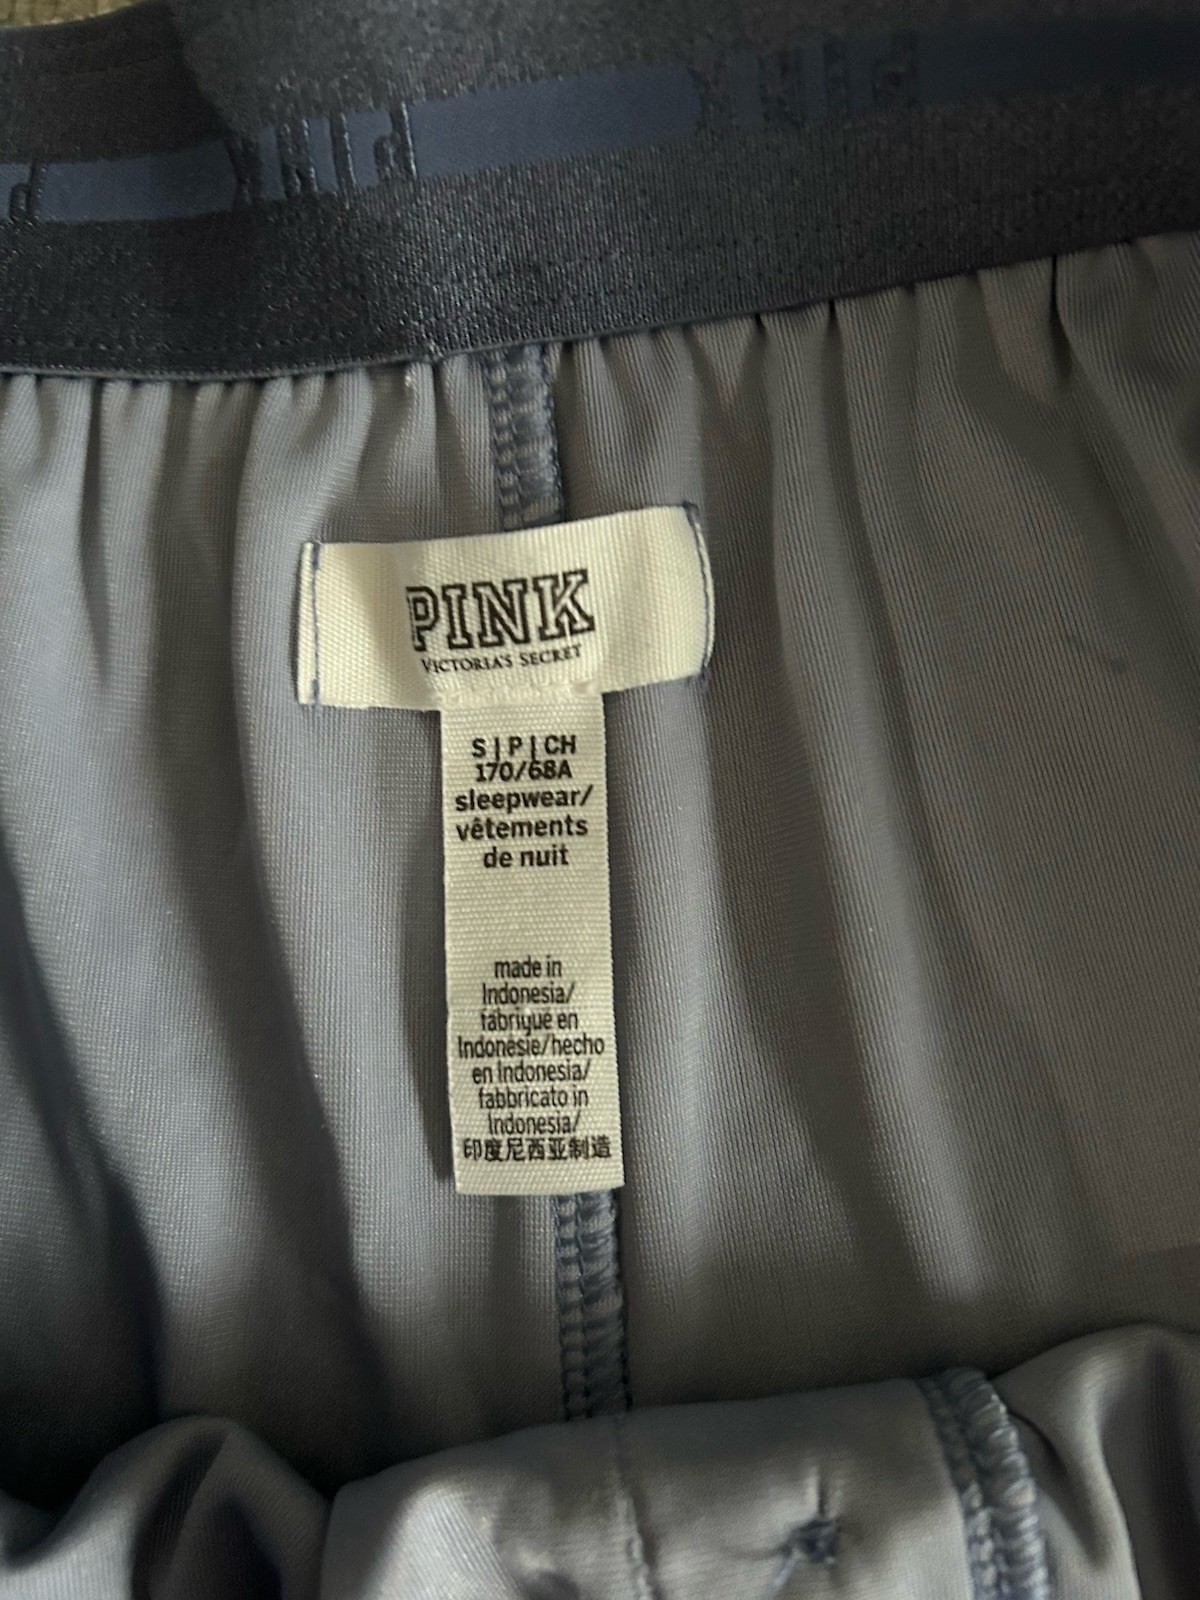 PINK
PINK
VICTORIA'S SECRET
S | P | CH
170/68A
sleepwear/
vêtements
de nuit
made in
Indonesia/
fabriqué en
Indonésie/hecho
en Indonesia/
fabbricato in
Indonesia/
印度尼西亚制造